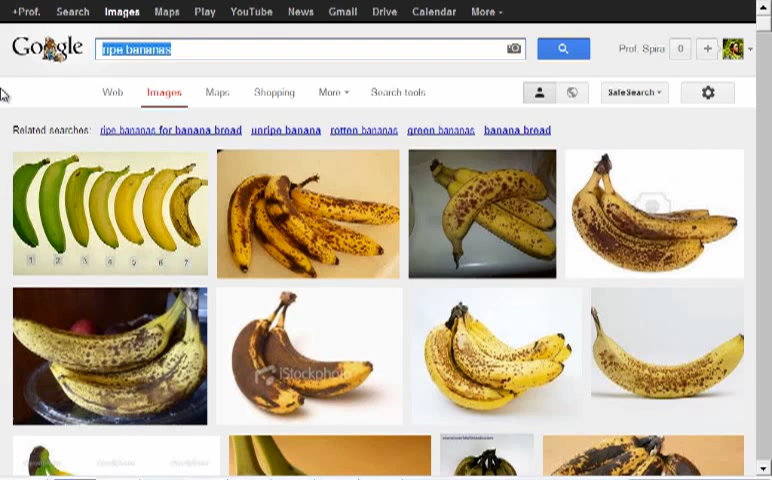 +Prof. Search Images Maps Play YouTube News Gmail Drive Calendar More
Google ripe bananas Prof. Spira 0 +
Web Images Maps Shopping More Search tools SafeSearch
Related searches: ripe bananas for banana bread unripe banana rotten bananas green bananas banana bread
1 2 3 4 5 6 7
iStockphoto